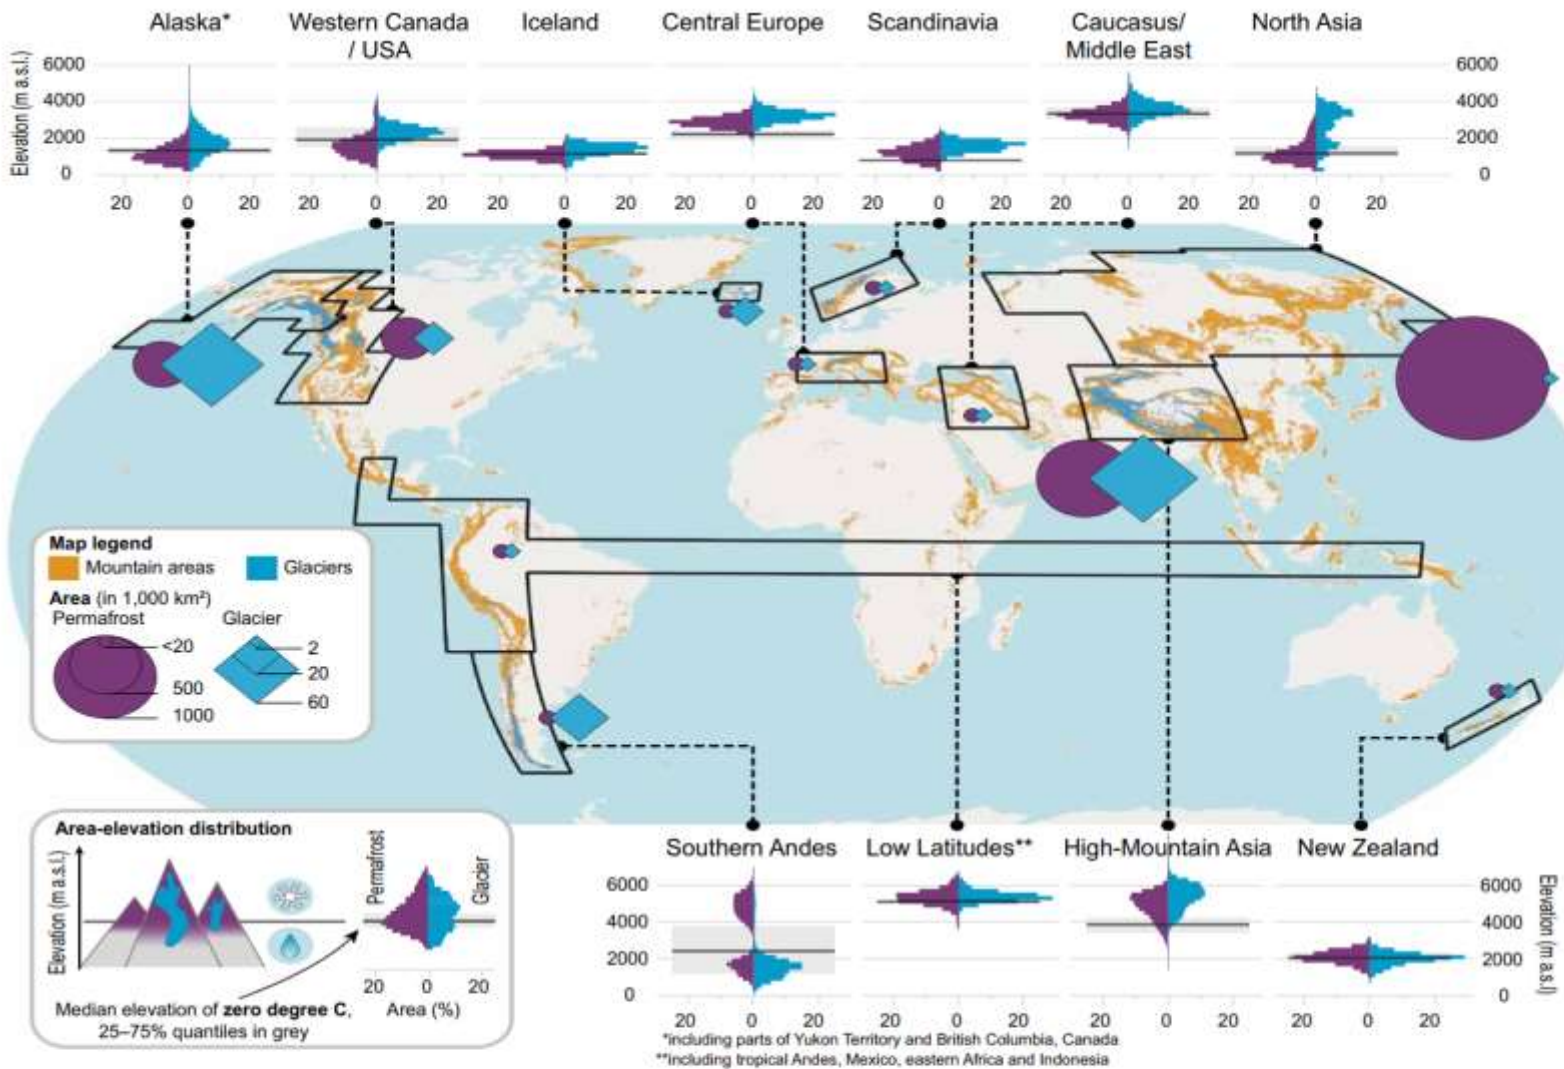 Alaska*
Western Canada
/ USA
Iceland
Central Europe
Scandinavia
Caucasus/
Middle East
North Asia
Elevation (m a.s.l.)
6000
4000
2000
0
6000
4000
2000
0
20 0 20 20 0 20 20 0 20 20 0 20 20 0 20 20 0 20 20 0 20
Map legend
Mountain areas
Glaciers
Area (in 1,000 km²)
Permafrost
Glacier
<20
500
1000
2
20
60
Area-elevation distribution
Elevation (m a.s.l.)
Permafrost
Glacier
20 0 20
Area (%)
Median elevation of zero degree C,
25–75% quantiles in grey
Southern Andes
Low Latitudes**
High-Mountain Asia
New Zealand
6000
4000
2000
0
6000
4000
2000
0
Elevation (m a.s.l)
20 0 20 20 0 20 20 0 20 20 0 20
*including parts of Yukon Territory and British Columbia, Canada
**including tropical Andes, Mexico, eastern Africa and Indonesia